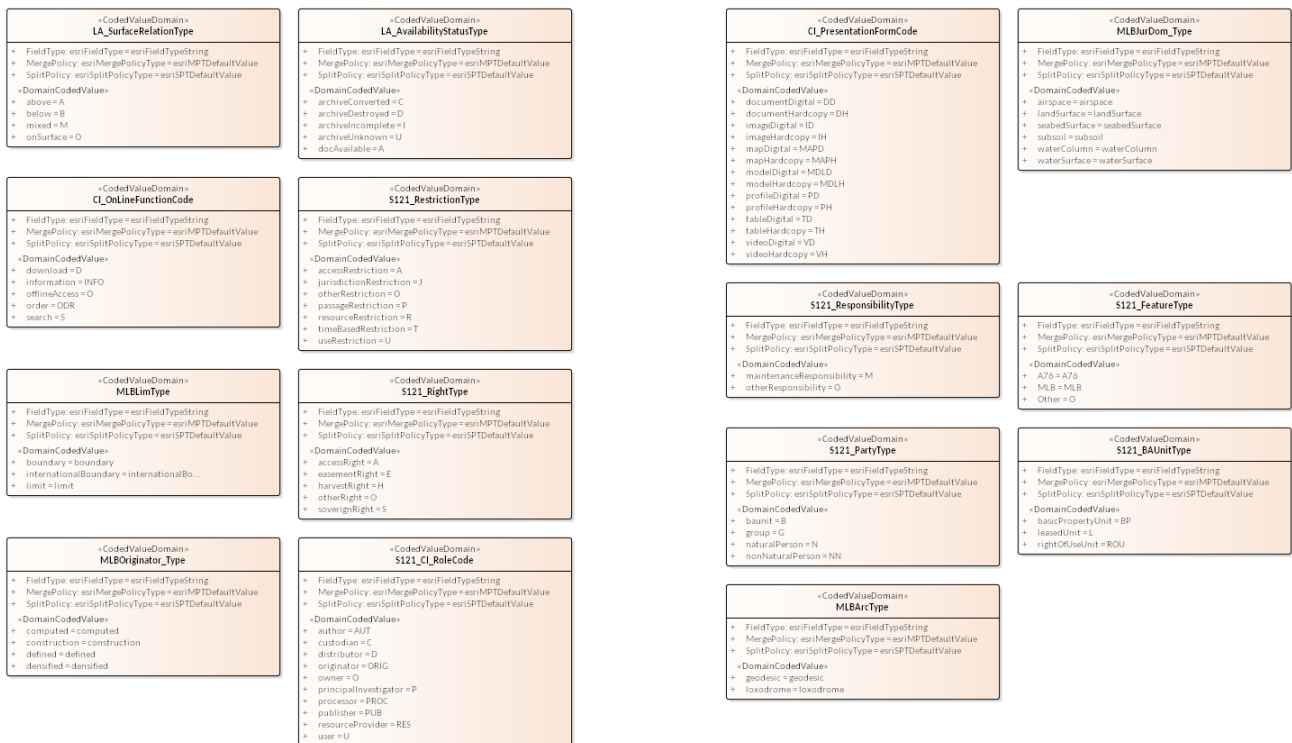 «CodedValueDomain»
LA_SurfaceRelationType
+ FieldType: esriFieldType = esriFieldTypeString
+ MergePolicy: esriMergePolicyType = esriMPTDefaultValue
+ SplitPolicy: esriSplitPolicyType = esriSPTDefaultValue
«DomainCodedValue»
+ above = A
+ below = B
+ mixed = M
+ onSurface = O
«CodedValueDomain»
LA_AvailabilityStatusType
+ FieldType: esriFieldType = esriFieldTypeString
+ MergePolicy: esriMergePolicyType = esriMPTDefaultValue
+ SplitPolicy: esriSplitPolicyType = esriSPTDefaultValue
«DomainCodedValue»
+ archiveConverted = C
+ archiveDestroyed = D
+ archiveIncomplete = I
+ archiveUnknown = U
+ docAvailable = A
«CodedValueDomain»
CI_PresentationFormCode
+ FieldType: esriFieldType = esriFieldTypeString
+ MergePolicy: esriMergePolicyType = esriMPTDefaultValue
+ SplitPolicy: esriSplitPolicyType = esriSPTDefaultValue
«DomainCodedValue»
+ documentDigital = DD
+ documentHardcopy = DH
+ imageDigital = ID
+ imageHardcopy = IH
+ mapDigital = MAPD
+ mapHardcopy = MAPH
+ modelDigital = MDLD
+ modelHardcopy = MDLH
+ profileDigital = PD
+ profileHardcopy = PH
+ tableDigital = TD
+ tableHardcopy = TH
+ videoDigital = VD
+ videoHardcopy = VH
«CodedValueDomain»
MLBJurDom_Type
+ FieldType: esriFieldType = esriFieldTypeString
+ MergePolicy: esriMergePolicyType = esriMPTDefaultValue
+ SplitPolicy: esriSplitPolicyType = esriSPTDefaultValue
«DomainCodedValue»
+ airspace = airspace
+ landSurface = landSurface
+ seabedSurface = seabedSurface
+ subsoil = subsoil
+ waterColumn = waterColumn
+ waterSurface = waterSurface
«CodedValueDomain»
CI_OnLineFunctionCode
+ FieldType: esriFieldType = esriFieldTypeString
+ MergePolicy: esriMergePolicyType = esriMPTDefaultValue
+ SplitPolicy: esriSplitPolicyType = esriSPTDefaultValue
«DomainCodedValue»
+ download = D
+ information = INFO
+ offlineAccess = O
+ order = ODR
+ search = S
«CodedValueDomain»
S121_RestrictionType
+ FieldType: esriFieldType = esriFieldTypeString
+ MergePolicy: esriMergePolicyType = esriMPTDefaultValue
+ SplitPolicy: esriSplitPolicyType = esriSPTDefaultValue
«DomainCodedValue»
+ accessRestriction = A
+ jurisdictionRestriction = J
+ otherRestriction = O
+ passageRestriction = P
+ resourceRestriction = R
+ timeBasedRestriction = T
+ useRestriction = U
«CodedValueDomain»
S121_ResponsibilityType
+ FieldType: esriFieldType = esriFieldTypeString
+ MergePolicy: esriMergePolicyType = esriMPTDefaultValue
+ SplitPolicy: esriSplitPolicyType = esriSPTDefaultValue
«DomainCodedValue»
+ maintenanceResponsibility = M
+ otherResponsibility = O
«CodedValueDomain»
S121_FeatureType
+ FieldType: esriFieldType = esriFieldTypeString
+ MergePolicy: esriMergePolicyType = esriMPTDefaultValue
+ SplitPolicy: esriSplitPolicyType = esriSPTDefaultValue
«DomainCodedValue»
+ A76 = A76
+ MLB = MLB
+ Other = O
«CodedValueDomain»
MLBLimType
+ FieldType: esriFieldType = esriFieldTypeString
+ MergePolicy: esriMergePolicyType = esriMPTDefaultValue
+ SplitPolicy: esriSplitPolicyType = esriSPTDefaultValue
«DomainCodedValue»
+ boundary = boundary
+ internationalBoundary = internationalBo...
+ limit = limit
«CodedValueDomain»
S121_RightType
+ FieldType: esriFieldType = esriFieldTypeString
+ MergePolicy: esriMergePolicyType = esriMPTDefaultValue
+ SplitPolicy: esriSplitPolicyType = esriSPTDefaultValue
«DomainCodedValue»
+ accessRight = A
+ easementRight = E
+ harvestRight = H
+ otherRight = O
+ soverignRight = S
«CodedValueDomain»
S121_PartyType
+ FieldType: esriFieldType = esriFieldTypeString
+ MergePolicy: esriMergePolicyType = esriMPTDefaultValue
+ SplitPolicy: esriSplitPolicyType = esriSPTDefaultValue
«DomainCodedValue»
+ baunit = B
+ group = G
+ naturalPerson = N
+ nonNaturalPerson = NN
«CodedValueDomain»
S121_BAUnitType
+ FieldType: esriFieldType = esriFieldTypeString
+ MergePolicy: esriMergePolicyType = esriMPTDefaultValue
+ SplitPolicy: esriSplitPolicyType = esriSPTDefaultValue
«DomainCodedValue»
+ basicPropertyUnit = BP
+ leasedUnit = L
+ rightOfUseUnit = ROU
«CodedValueDomain»
MLBOriginator_Type
+ FieldType: esriFieldType = esriFieldTypeString
+ MergePolicy: esriMergePolicyType = esriMPTDefaultValue
+ SplitPolicy: esriSplitPolicyType = esriSPTDefaultValue
«DomainCodedValue»
+ computed = computed
+ construction = construction
+ defined = defined
+ densified = densified
«CodedValueDomain»
S121_CI_RoleCode
+ FieldType: esriFieldType = esriFieldTypeString
+ MergePolicy: esriMergePolicyType = esriMPTDefaultValue
+ SplitPolicy: esriSplitPolicyType = esriSPTDefaultValue
«DomainCodedValue»
+ author = AUT
+ custodian = C
+ distributor = D
+ originator = ORIG
+ owner = O
+ principalInvestigator = P
+ processor = PROC
+ publisher = PUB
+ resourceProvider = RES
+ user = U
«CodedValueDomain»
MLBArcType
+ FieldType: esriFieldType = esriFieldTypeString
+ MergePolicy: esriMergePolicyType = esriMPTDefaultValue
+ SplitPolicy: esriSplitPolicyType = esriSPTDefaultValue
«DomainCodedValue»
+ geodesic = geodesic
+ loxodrome = loxodrome